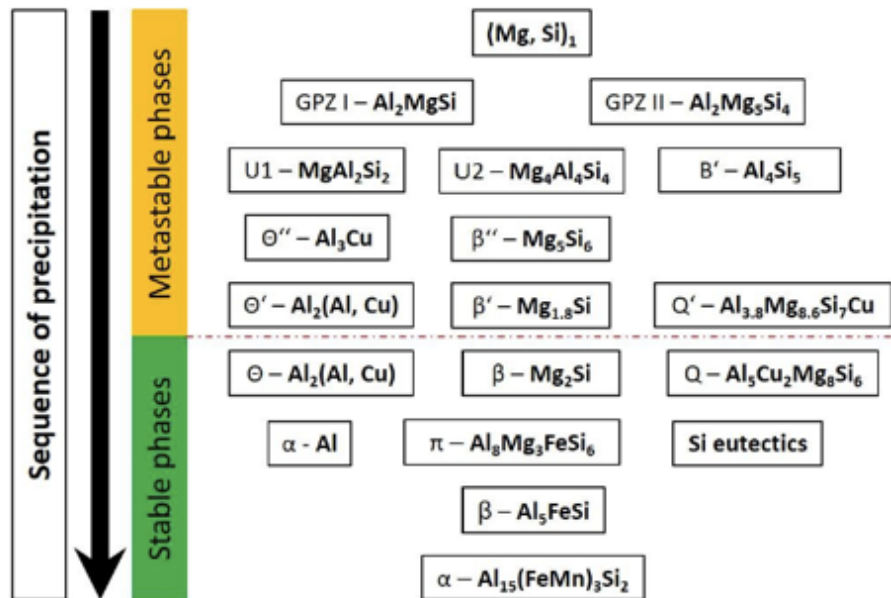 Sequence of precipitation
Metastable phases
(Mg, Si)₁
GPZ I – Al₂MgSi
GPZ II – Al₂Mg₅Si₄
U1 – MgAl₂Si₂
U2 – Mg₄Al₄Si₄
B′ – Al₄Si₅
Θ′′ – Al₃Cu
β′′ – Mg₅Si₆
Θ′ – Al₂(Al, Cu)
β′ – Mg₁.₈Si
Q′ – Al₃.₈Mg₈.₆Si₇Cu
Stable phases
Θ – Al₂(Al, Cu)
β – Mg₂Si
Q – Al₅Cu₂Mg₈Si₆
α - Al
π – Al₈Mg₃FeSi₆
Si eutectics
β – Al₅FeSi
α – Al₁₅(FeMn)₃Si₂